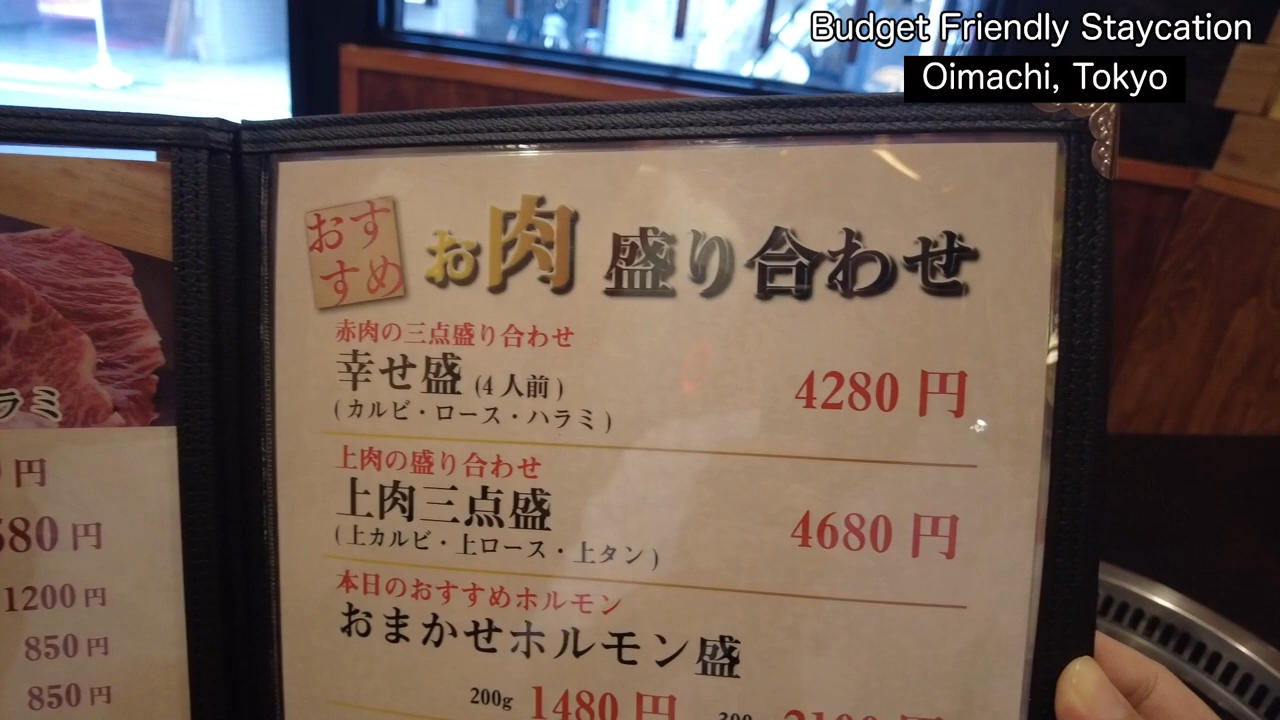 Budget Friendly Staycation
Oimachi, Tokyo
おす
すめ
お肉 盛り合わせ
赤肉の三点盛り合わせ
幸せ盛 (4人前)
4280 円
(カルビ・ロース・ハラミ)
上肉の盛り合わせ
上肉三点盛
4680 円
(上カルビ・上ロース・上タン)
本日のおすすめホルモン
おまかせホルモン盛
200g 1480 円
ラミ
円
680 円
1200 円
850 円
850 円